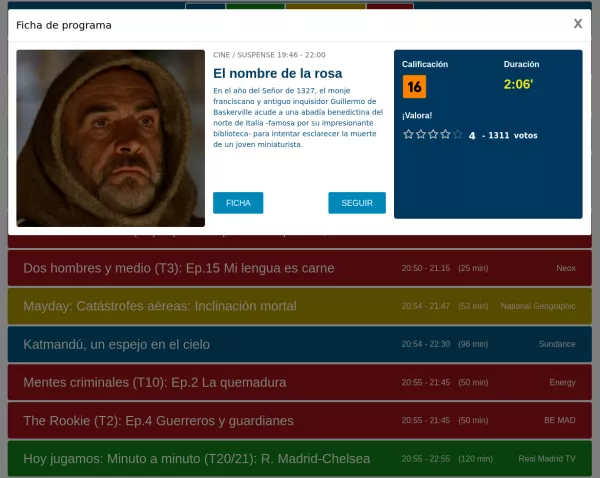 Ficha de programa
X
CINE / SUSPENSE 19:46 - 22:00
El nombre de la rosa
En el año del Señor de 1327, el monje
franciscano y antiguo inquisidor Guillermo de
Baskerville acude a una abadía benedictina del
norte de Italia -famosa por su impresionante
biblioteca- para intentar esclarecer la muerte
de un joven miniaturista.
FICHA
SEGUIR
Calificación
16
Duración
2:06'
¡Valora!
4 - 1311 votos
Dos hombres y medio (T3): Ep.15 Mi lengua es carne 20:50 - 21:15 (25 min) Neox
Mayday: Catástrofes aéreas: Inclinación mortal 20:54 - 21:47 (53 min) National Geographic
Katmandú, un espejo en el cielo 20:54 - 22:30 (96 min) Sundance
Mentes criminales (T10): Ep.2 La quemadura 20:55 - 21:45 (50 min) Energy
The Rookie (T2): Ep.4 Guerreros y guardianes 20:55 - 21:45 (50 min) BE MAD
Hoy jugamos: Minuto a minuto (T20/21): R. Madrid-Chelsea 20:55 - 22:55 (120 min) Real Madrid TV